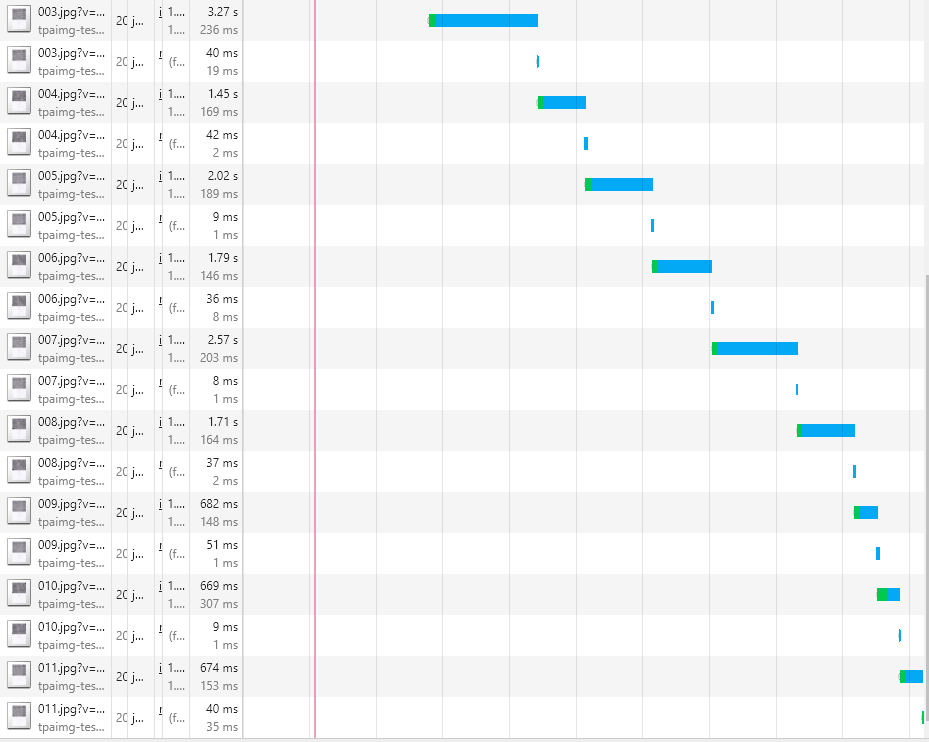 003.jpg?v=... 20 j... i 1.... 3.27 s
tpaimg-tes... 1.... 236 ms
003.jpg?v=... 20 j... r (f... 40 ms
tpaimg-tes... 19 ms
004.jpg?v=... 20 j... i 1.... 1.45 s
tpaimg-tes... 1.... 169 ms
004.jpg?v=... 20 j... r (f... 42 ms
tpaimg-tes... 2 ms
005.jpg?v=... 20 j... i 1.... 2.02 s
tpaimg-tes... 1.... 189 ms
005.jpg?v=... 20 j... r (f... 9 ms
tpaimg-tes... 1 ms
006.jpg?v=... 20 j... i 1.... 1.79 s
tpaimg-tes... 1.... 146 ms
006.jpg?v=... 20 j... r (f... 36 ms
tpaimg-tes... 8 ms
007.jpg?v=... 20 j... i 1.... 2.57 s
tpaimg-tes... 1.... 203 ms
007.jpg?v=... 20 j... r (f... 8 ms
tpaimg-tes... 1 ms
008.jpg?v=... 20 j... i 1.... 1.71 s
tpaimg-tes... 1.... 164 ms
008.jpg?v=... 20 j... r (f... 37 ms
tpaimg-tes... 2 ms
009.jpg?v=... 20 j... i 1.... 682 ms
tpaimg-tes... 1.... 148 ms
009.jpg?v=... 20 j... r (f... 51 ms
tpaimg-tes... 1 ms
010.jpg?v=... 20 j... i 1.... 669 ms
tpaimg-tes... 1.... 307 ms
010.jpg?v=... 20 j... r (f... 9 ms
tpaimg-tes... 1 ms
011.jpg?v=... 20 j... i 1.... 674 ms
tpaimg-tes... 1.... 153 ms
011.jpg?v=... 20 j... r (f... 40 ms
tpaimg-tes... 35 ms